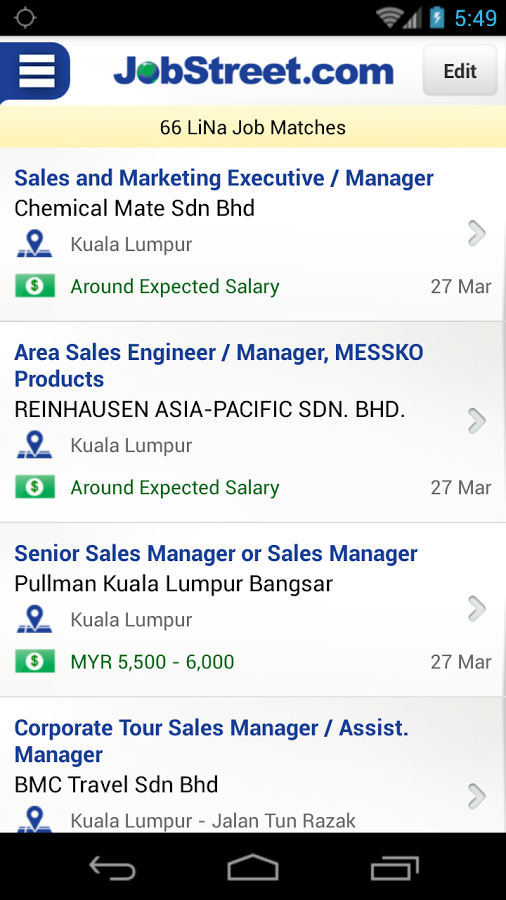 5:49
JobStreet.com
Edit
66 LiNa Job Matches
Sales and Marketing Executive / Manager
Chemical Mate Sdn Bhd
Kuala Lumpur
Around Expected Salary 27 Mar
Area Sales Engineer / Manager, MESSKO
Products
REINHAUSEN ASIA-PACIFIC SDN. BHD.
Kuala Lumpur
Around Expected Salary 27 Mar
Senior Sales Manager or Sales Manager
Pullman Kuala Lumpur Bangsar
Kuala Lumpur
MYR 5,500 - 6,000 27 Mar
Corporate Tour Sales Manager / Assist.
Manager
BMC Travel Sdn Bhd
Kuala Lumpur - Jalan Tun Razak